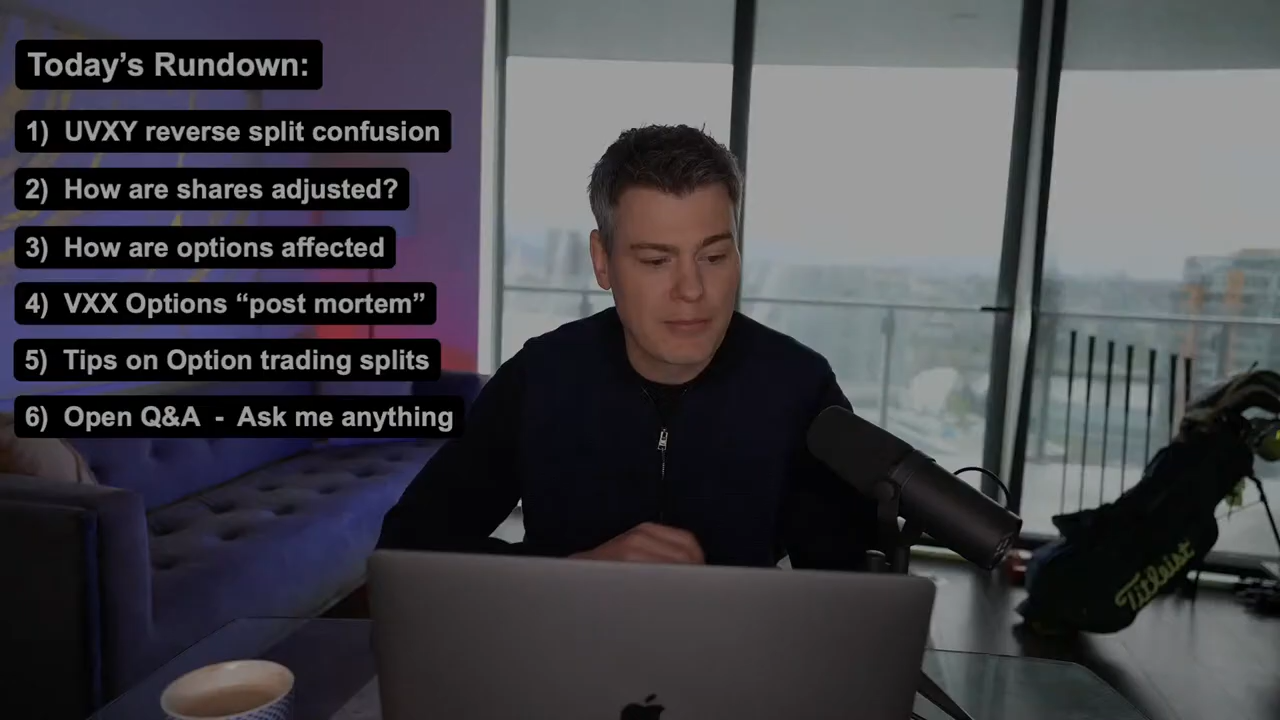 Today’s Rundown:
1) UVXY reverse split confusion
2) How are shares adjusted?
3) How are options affected
4) VXX Options “post mortem”
5) Tips on Option trading splits
6) Open Q&A - Ask me anything
Titleist